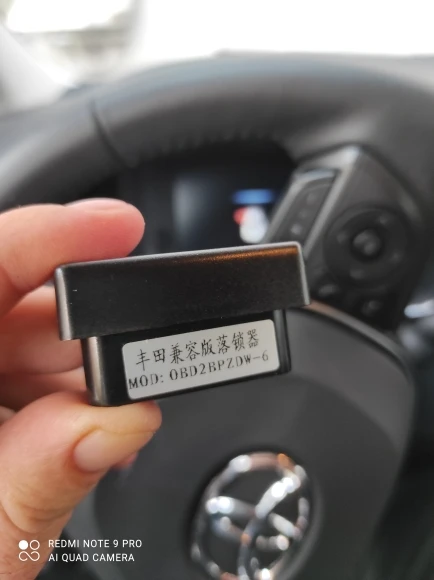 丰田兼容版落锁器
MOD: OBD2BPZDW-6
REDMI NOTE 9 PRO
AI QUAD CAMERA